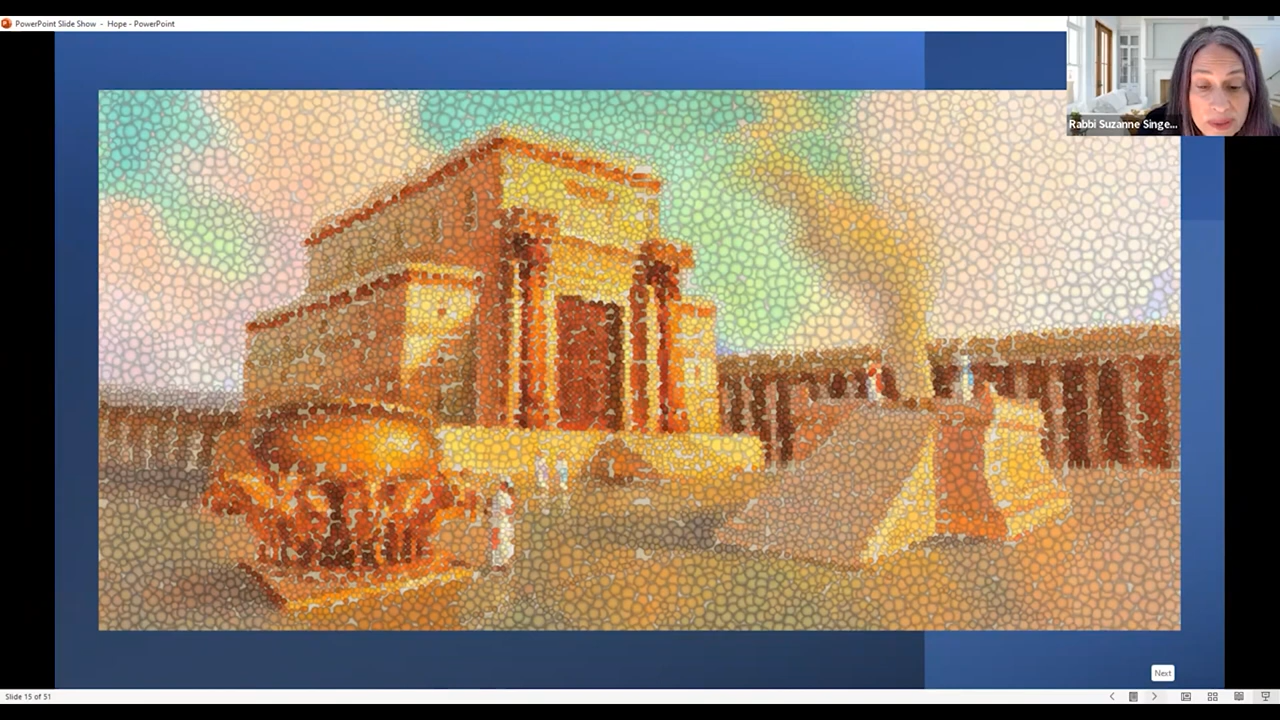 PowerPoint Slide Show - Hope - PowerPoint
Rabbi Suzanne Singe...
Next
Slide 15 of 51